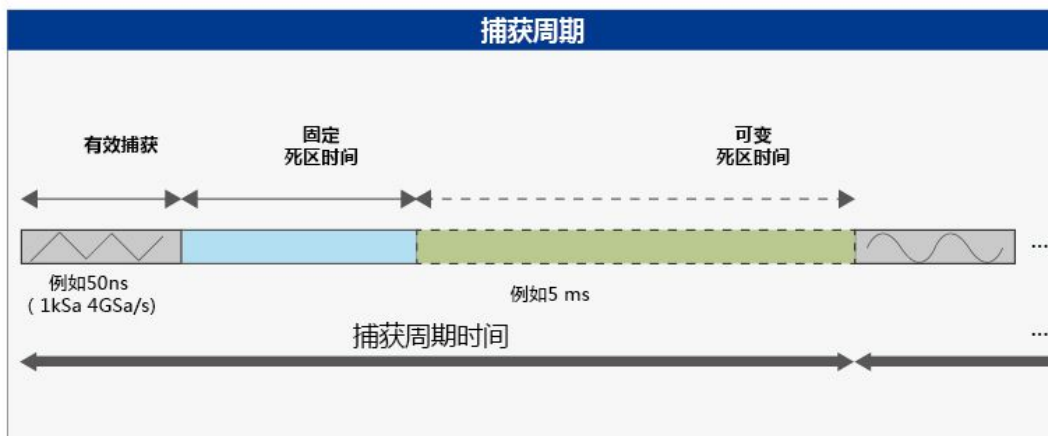 捕获周期
有效捕获
固定
死区时间
可变
死区时间
...
例如50ns
( 1kSa 4GSa/s)
例如5 ms
捕获周期时间
...